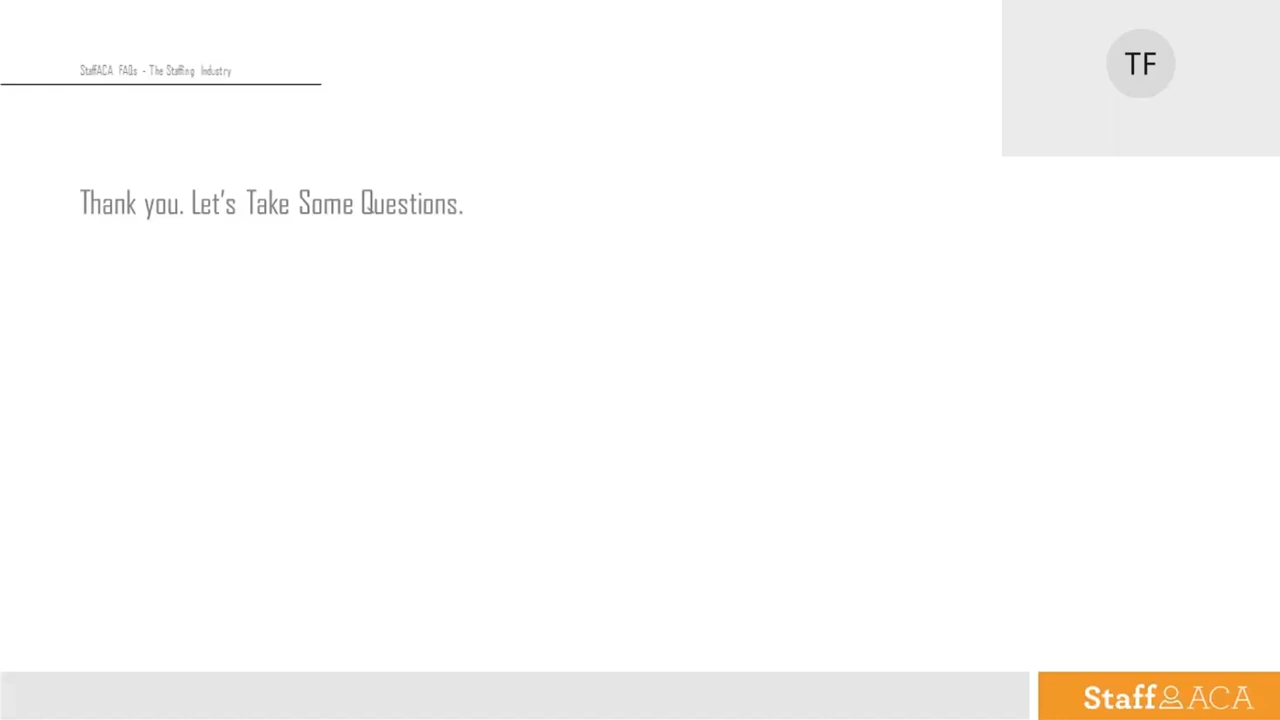 StaffACA FAQs - The Staffing Industry
TF
Thank you. Let's Take Some Questions.
Staff ACA